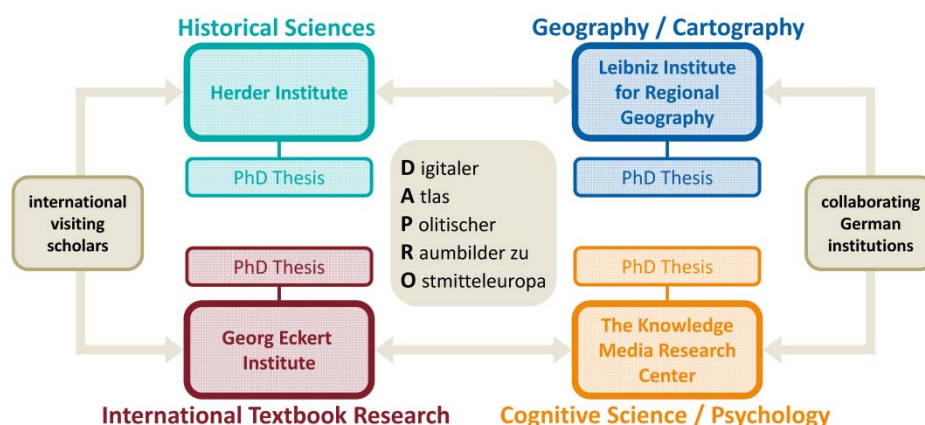 Historical Sciences
Geography / Cartography
Herder Institute
Leibniz Institute
for Regional
Geography
PhD Thesis
PhD Thesis
international
visiting
scholars
D igitaler
A tlas
P olitischer
R aumbilder zu
O stmitteleuropa
collaborating
German
institutions
PhD Thesis
PhD Thesis
Georg Eckert
Institute
The Knowledge
Media Research
Center
International Textbook Research
Cognitive Science / Psychology